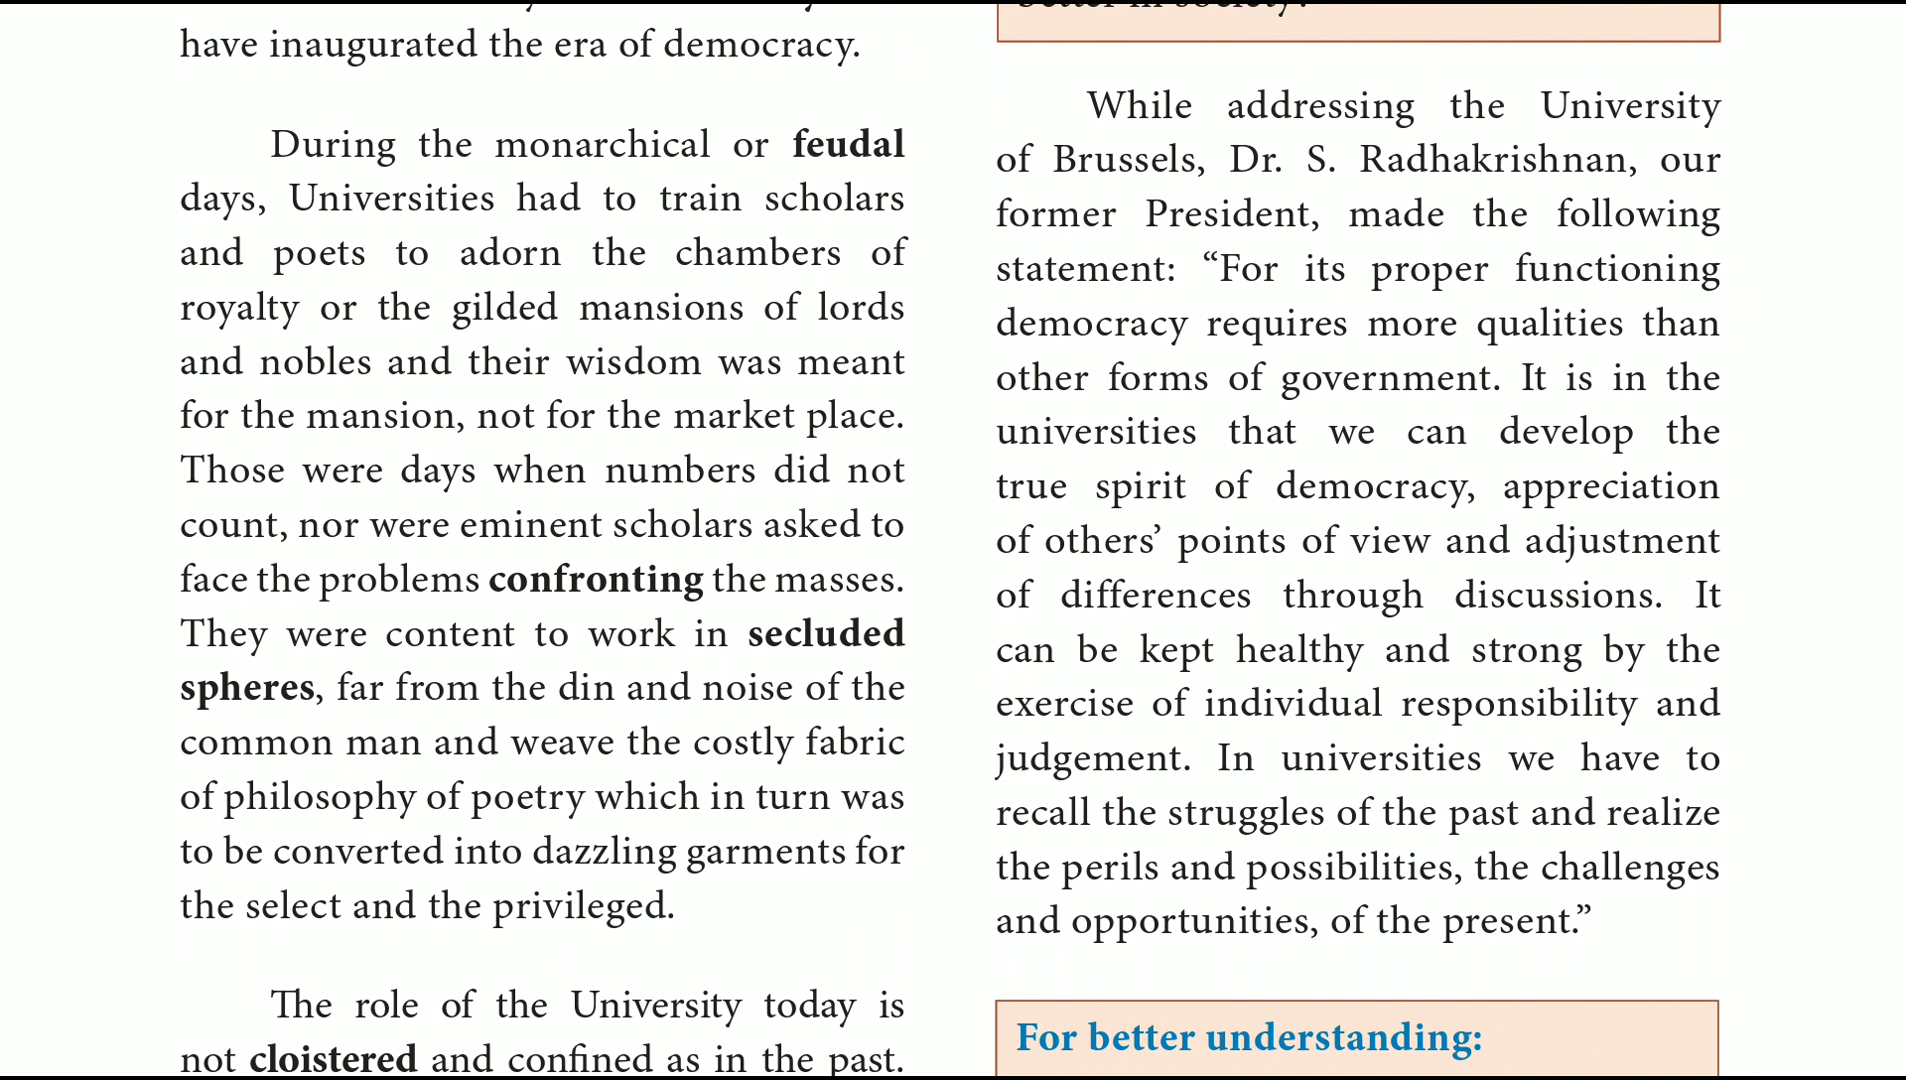 have inaugurated the era of democracy.
During the monarchical or feudal
days, Universities had to train scholars
and poets to adorn the chambers of
royalty or the gilded mansions of lords
and nobles and their wisdom was meant
for the mansion, not for the market place.
Those were days when numbers did not
count, nor were eminent scholars asked to
face the problems confronting the masses.
They were content to work in secluded
spheres, far from the din and noise of the
common man and weave the costly fabric
of philosophy of poetry which in turn was
to be converted into dazzling garments for
the select and the privileged.
The role of the University today is
not cloistered and confined as in the past.
better in society?
While addressing the University
of Brussels, Dr. S. Radhakrishnan, our
former President, made the following
statement: “For its proper functioning
democracy requires more qualities than
other forms of government. It is in the
universities that we can develop the
true spirit of democracy, appreciation
of others’ points of view and adjustment
of differences through discussions. It
can be kept healthy and strong by the
exercise of individual responsibility and
judgement. In universities we have to
recall the struggles of the past and realize
the perils and possibilities, the challenges
and opportunities, of the present.”
For better understanding: